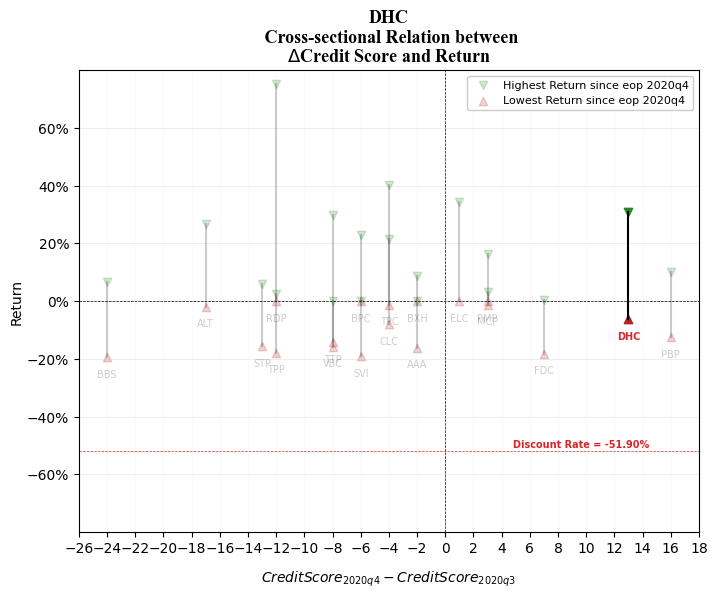 DHC
Cross-sectional Relation between
ΔCredit Score and Return
Highest Return since eop 2020q4
Lowest Return since eop 2020q4
Return
60%
40%
20%
0%
−20%
−40%
−60%
BBS
ALT
STP
RDP
TPP
TTP
VBC
BPC
SVI
TRC
CLC
BXH
AAA
ELC
MCP
FDC
DHC
PBP
Discount Rate = -51.90%
−26 −24 −22 −20 −18 −16 −14 −12 −10 −8 −6 −4 −2 0 2 4 6 8 10 12 14 16 18
CreditScore2020q4 − CreditScore2020q3